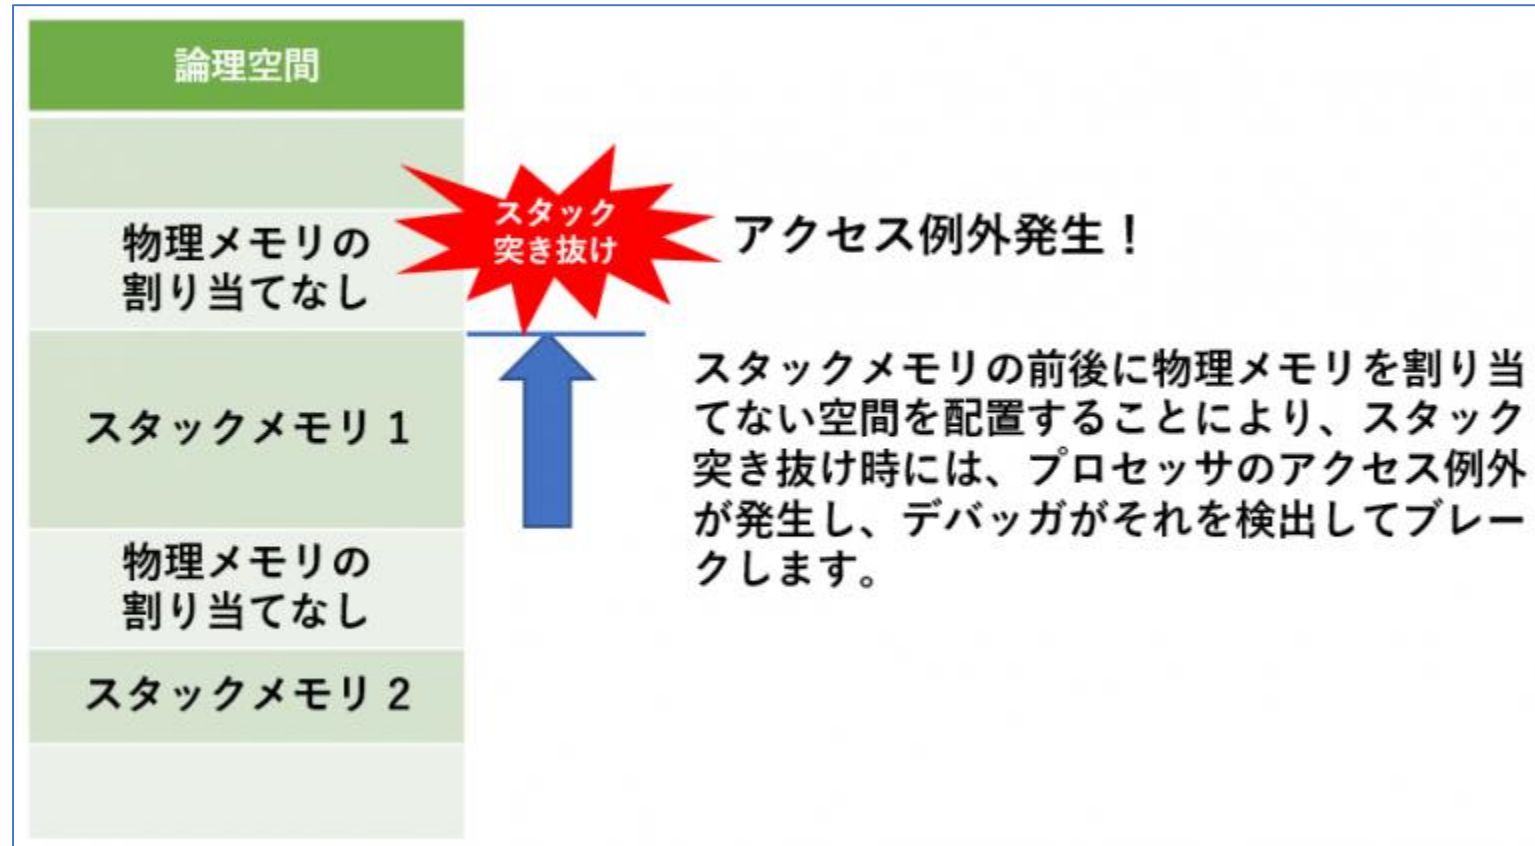 論理空間
物理メモリの
割り当てなし
スタック
突き抜け
アクセス例外発生！
スタックメモリ 1
スタックメモリの前後に物理メモリを割り当
てない空間を配置することにより、スタック
突き抜け時には、プロセッサのアクセス例外
が発生し、デバッガがそれを検出してブレー
クします。
物理メモリの
割り当てなし
スタックメモリ 2